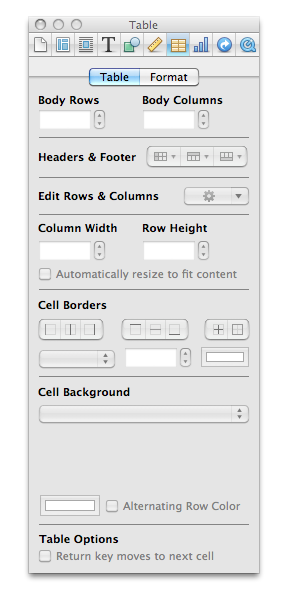 Table
T
Table Format
Body Rows Body Columns
Headers & Footer
Edit Rows & Columns
Column Width Row Height
Automatically resize to fit content
Cell Borders
Cell Background
Alternating Row Color
Table Options
Return key moves to next cell